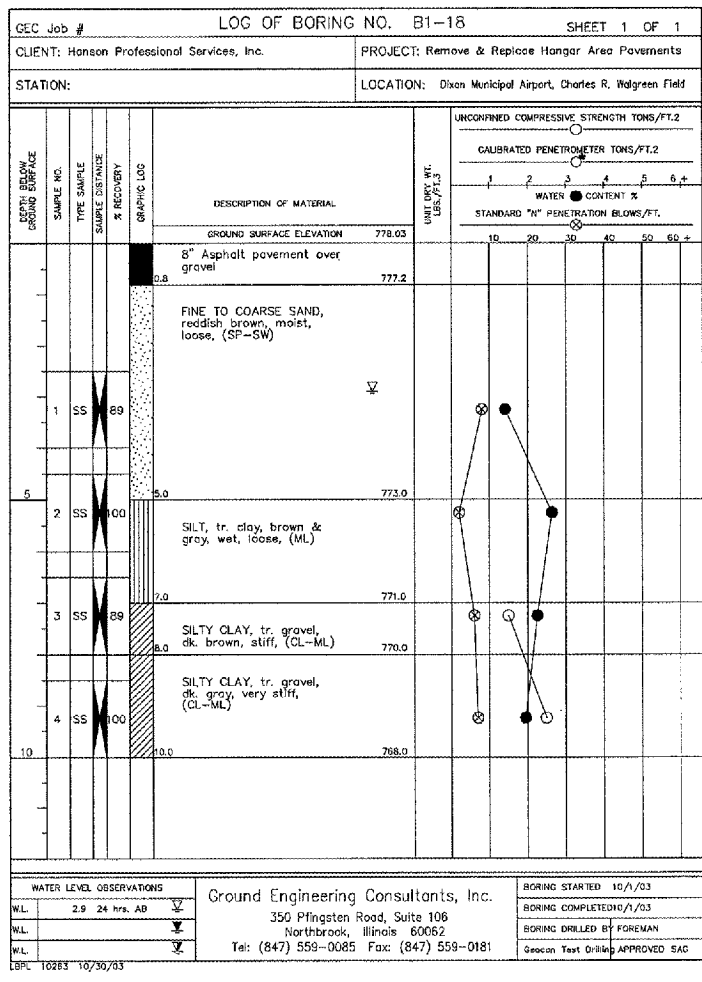 GEC Job # LOG OF BORING NO. B1-18 SHEET 1 OF 1
CLIENT: Hanson Professional Services, Inc. PROJECT: Remove & Replcae Hangar Area Pavements
STATION: LOCATION: Dixon Municipal Airport, Charles R. Walgreen Field
DEPTH BELOW GROUND SURFACE
SAMPLE NO.
TYPE SAMPLE
SAMPLE DISTANCE
% RECOVERY
GRAPHIC LOG
DESCRIPTION OF MATERIAL
GROUND SURFACE ELEVATION 778.03
UNIT DRY WT. LBS./FT.3
UNCONFINED COMPRESSIVE STRENGTH TONS/FT.2
CALIBRATED PENETROMETER TONS/FT.2
*
1 2 3 4 5 6+
WATER CONTENT %
STANDARD "N" PENETRATION BLOWS/FT.
10 20 30 40 50 60 +
8" Asphalt pavement over
gravel
0.8 777.2
FINE TO COARSE SAND,
reddish brown, moist,
loose, (SP-SW)
1 SS 89
5 5.0 773.0
2 SS 100
SILT, tr. clay, brown &
gray, wet, loose, (ML)
7.0 771.0
3 SS 89
SILTY CLAY, tr. gravel,
dk. brown, stiff, (CL-ML)
8.0 770.0
SILTY CLAY, tr. gravel,
dk. gray, very stiff,
(CL-ML)
4 SS 100
10 10.0 768.0
WATER LEVEL OBSERVATIONS
W.L. 2.9 24 hrs. AB
W.L.
W.L.
Ground Engineering Consultants, Inc.
350 Pfingsten Road, Suite 106
Northbrook, Illinois 60062
Tel: (847) 559-0085 Fax: (847) 559-0181
BORING STARTED 10/1/03
BORING COMPLETED10/1/03
BORING DRILLED BY FOREMAN
Geocon Test Drilling APPROVED SAG
LBPL 10263 10/30/03